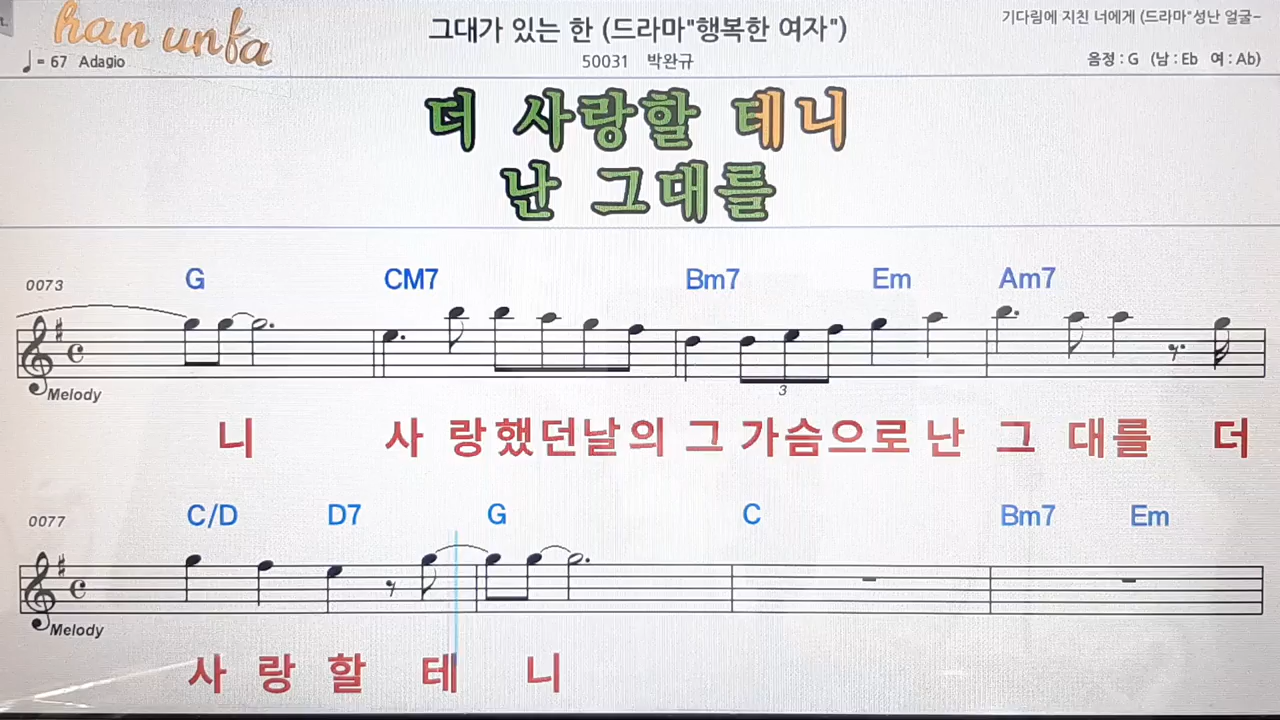 han unfa
그대가 있는 한 (드라마"행복한 여자")
기다림에 지친 너에게 (드라마"성난 얼굴-
♩= 67 Adagio
50031 박완규
음정 : G (남 : Eb 여 : Ab)
더 사랑할 테니
난 그대를
0073 G CM7 Bm7 Em Am7
3
Melody
니 사 랑했던날의 그 가슴으로 난 그 대를 더
0077 C/D D7 G C Bm7 Em
Melody
사 랑 할 테 니